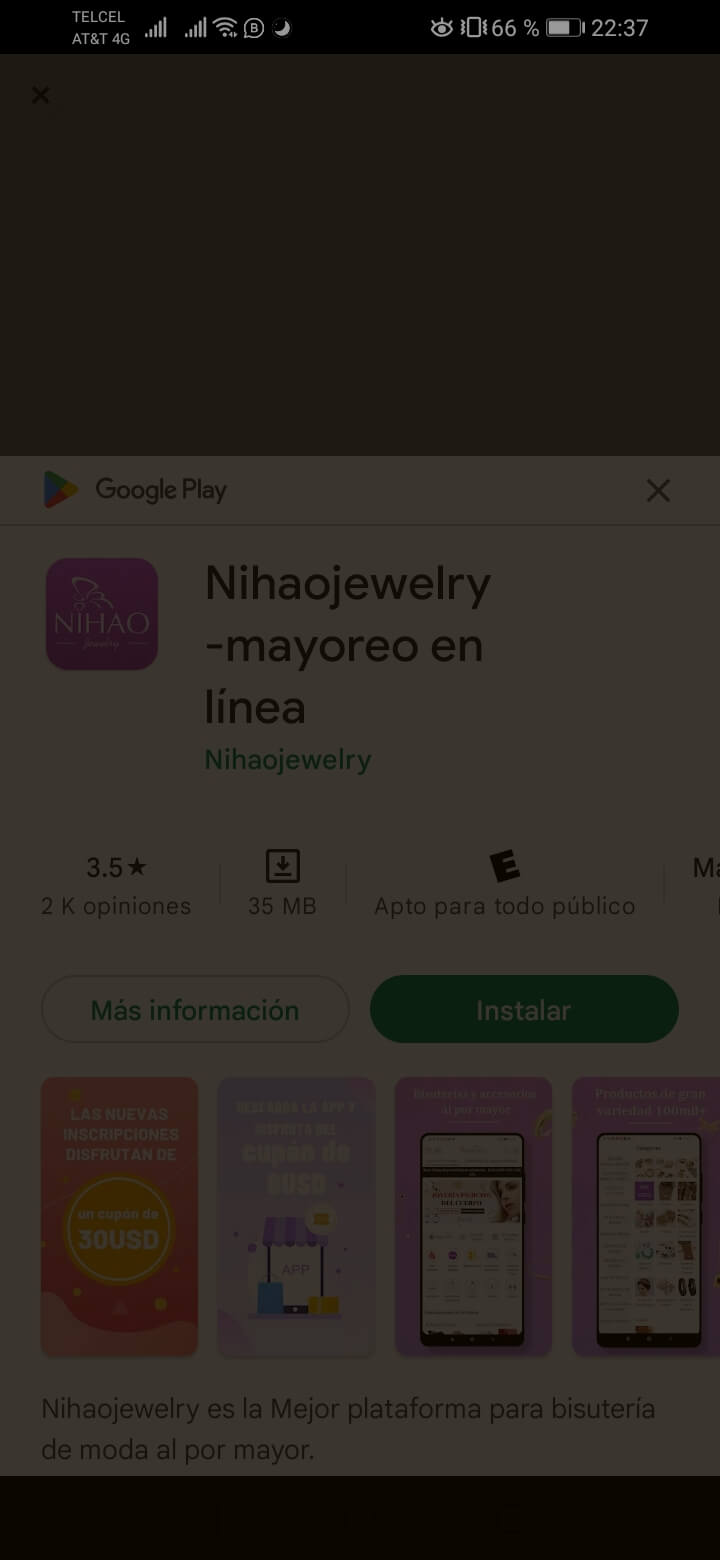 TELCEL
AT&T 4G
66 % 22:37
Google Play
NIHAO
Jewelry
Nihaojewelry
-mayoreo en
línea
Nihaojewelry
3.5★
2 K opiniones
35 MB
E
Apto para todo público
Má
Más información
Instalar
LAS NUEVAS
INSCRIPCIONES
DISFRUTAN DE
un cupón de
30USD
DESCARGA LA APP Y
DISFRUTA DEL
cupón de
8USD
APP
Bisutería y accesorios
al por mayor
JOYERÍA PERCING
DEL CUERPO
Productos de gran
variedad 100mil+
Nihaojewelry es la Mejor plataforma para bisutería
de moda al por mayor.